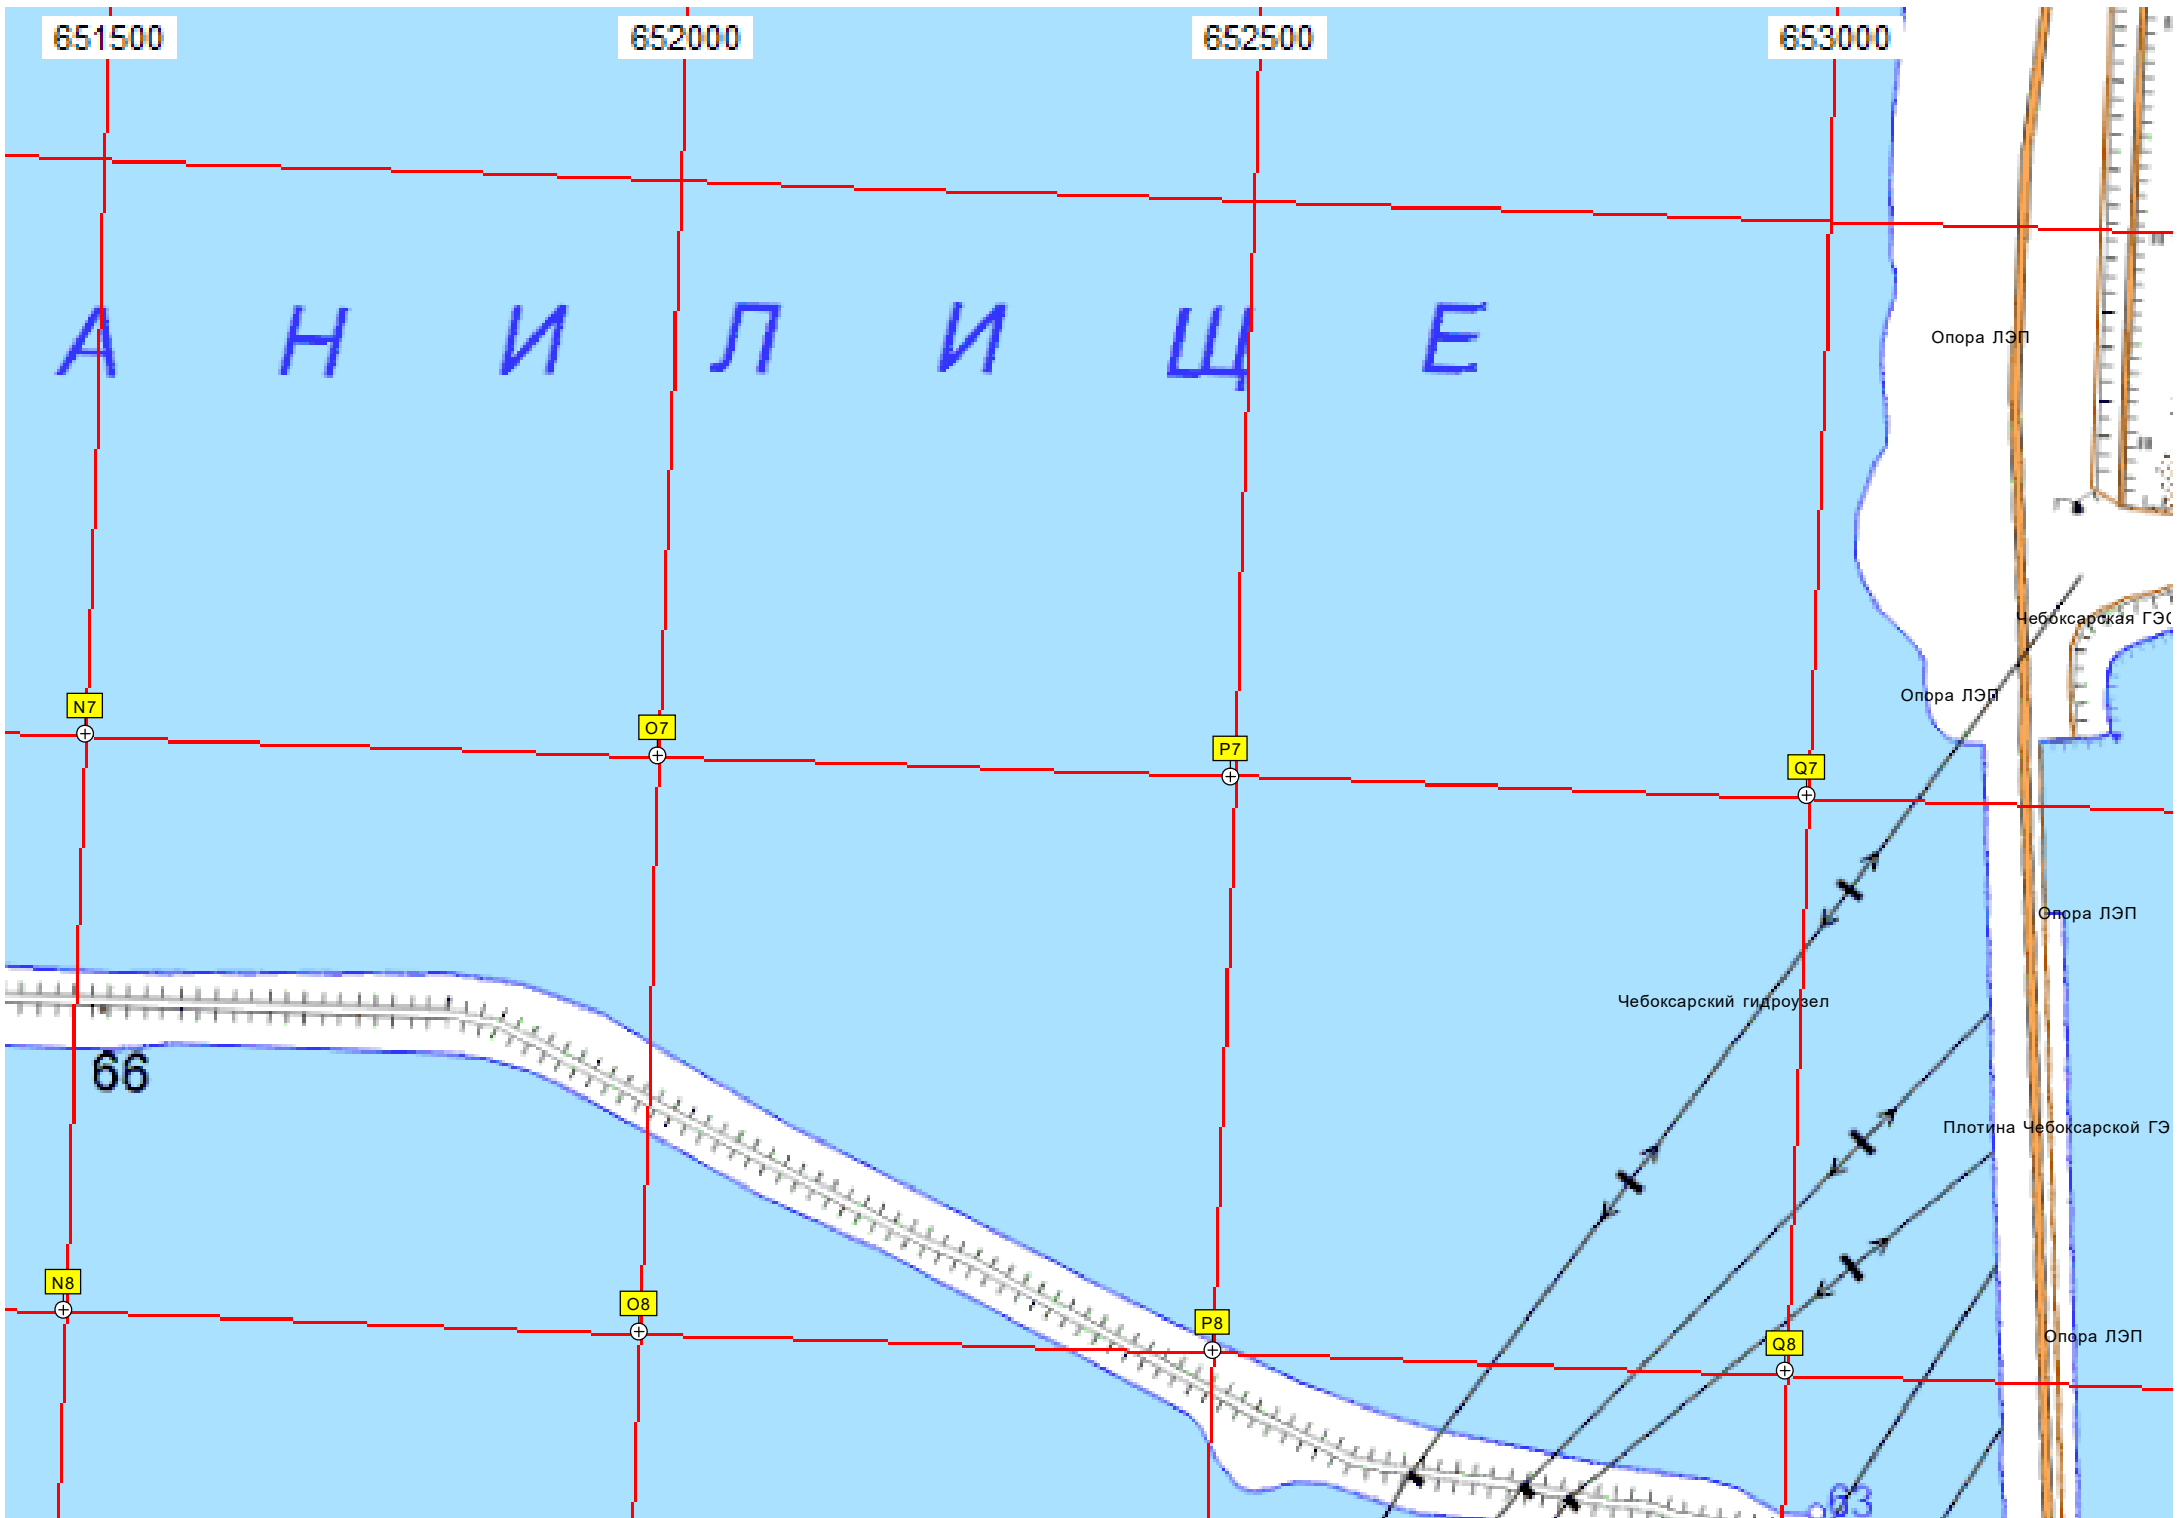 651500 652000 652500 653000
А Н И Л И Щ Е
Опора ЛЭП
Чебоксарская ГЭС
Опора ЛЭП
N7 O7 P7 Q7
Опора ЛЭП
Чебоксарский гидроузел
66
Плотина Чебоксарской ГЭ
N8 O8 P8 Q8
Опора ЛЭП
63